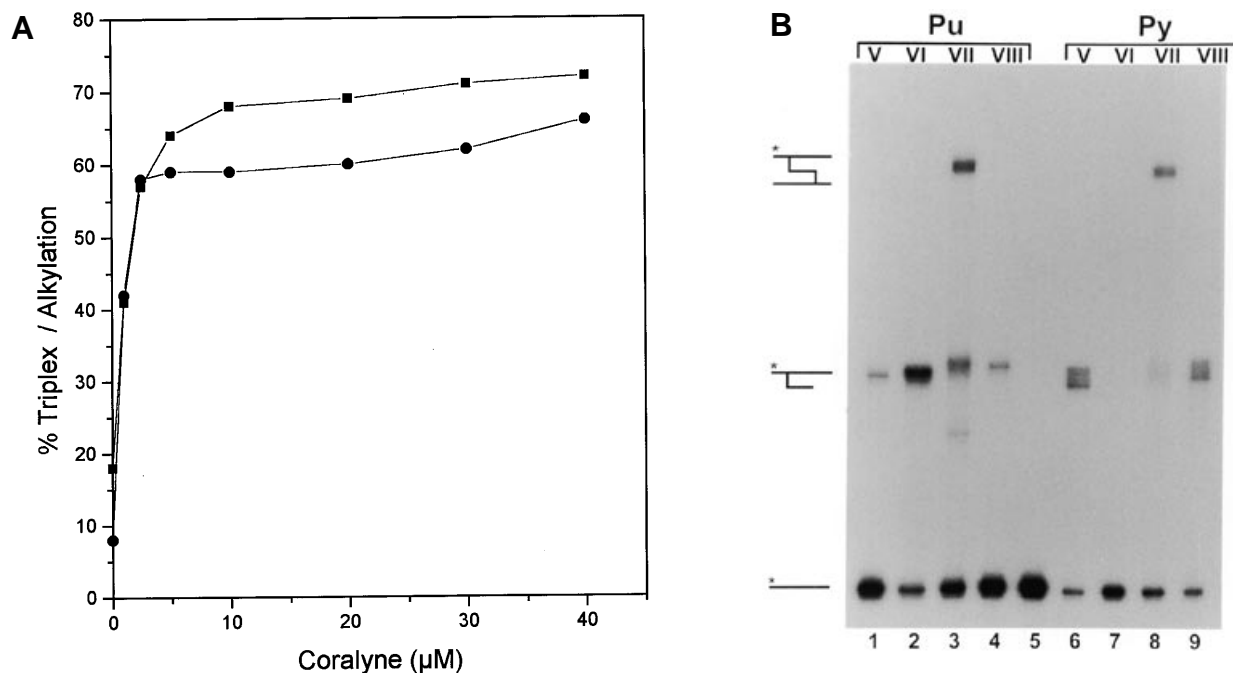 A
% Triplex / Alkylation
80
70
60
50
40
30
20
10
0
0 10 20 30 40
Coralyne (µM)
B
Pu Py
V VI VII VIII V VI VII VIII
*
*
*
1 2 3 4 5 6 7 8 9